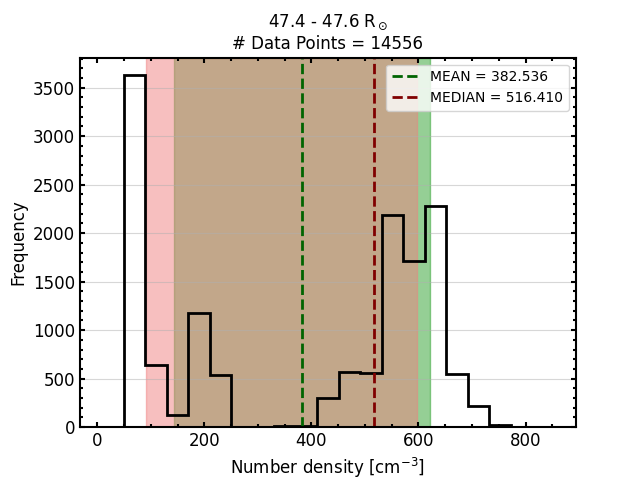 47.4 - 47.6 R⊙
# Data Points = 14556
MEAN = 382.536
MEDIAN = 516.410
Frequency
3500
3000
2500
2000
1500
1000
500
0
0 200 400 600 800
Number density [cm⁻³]